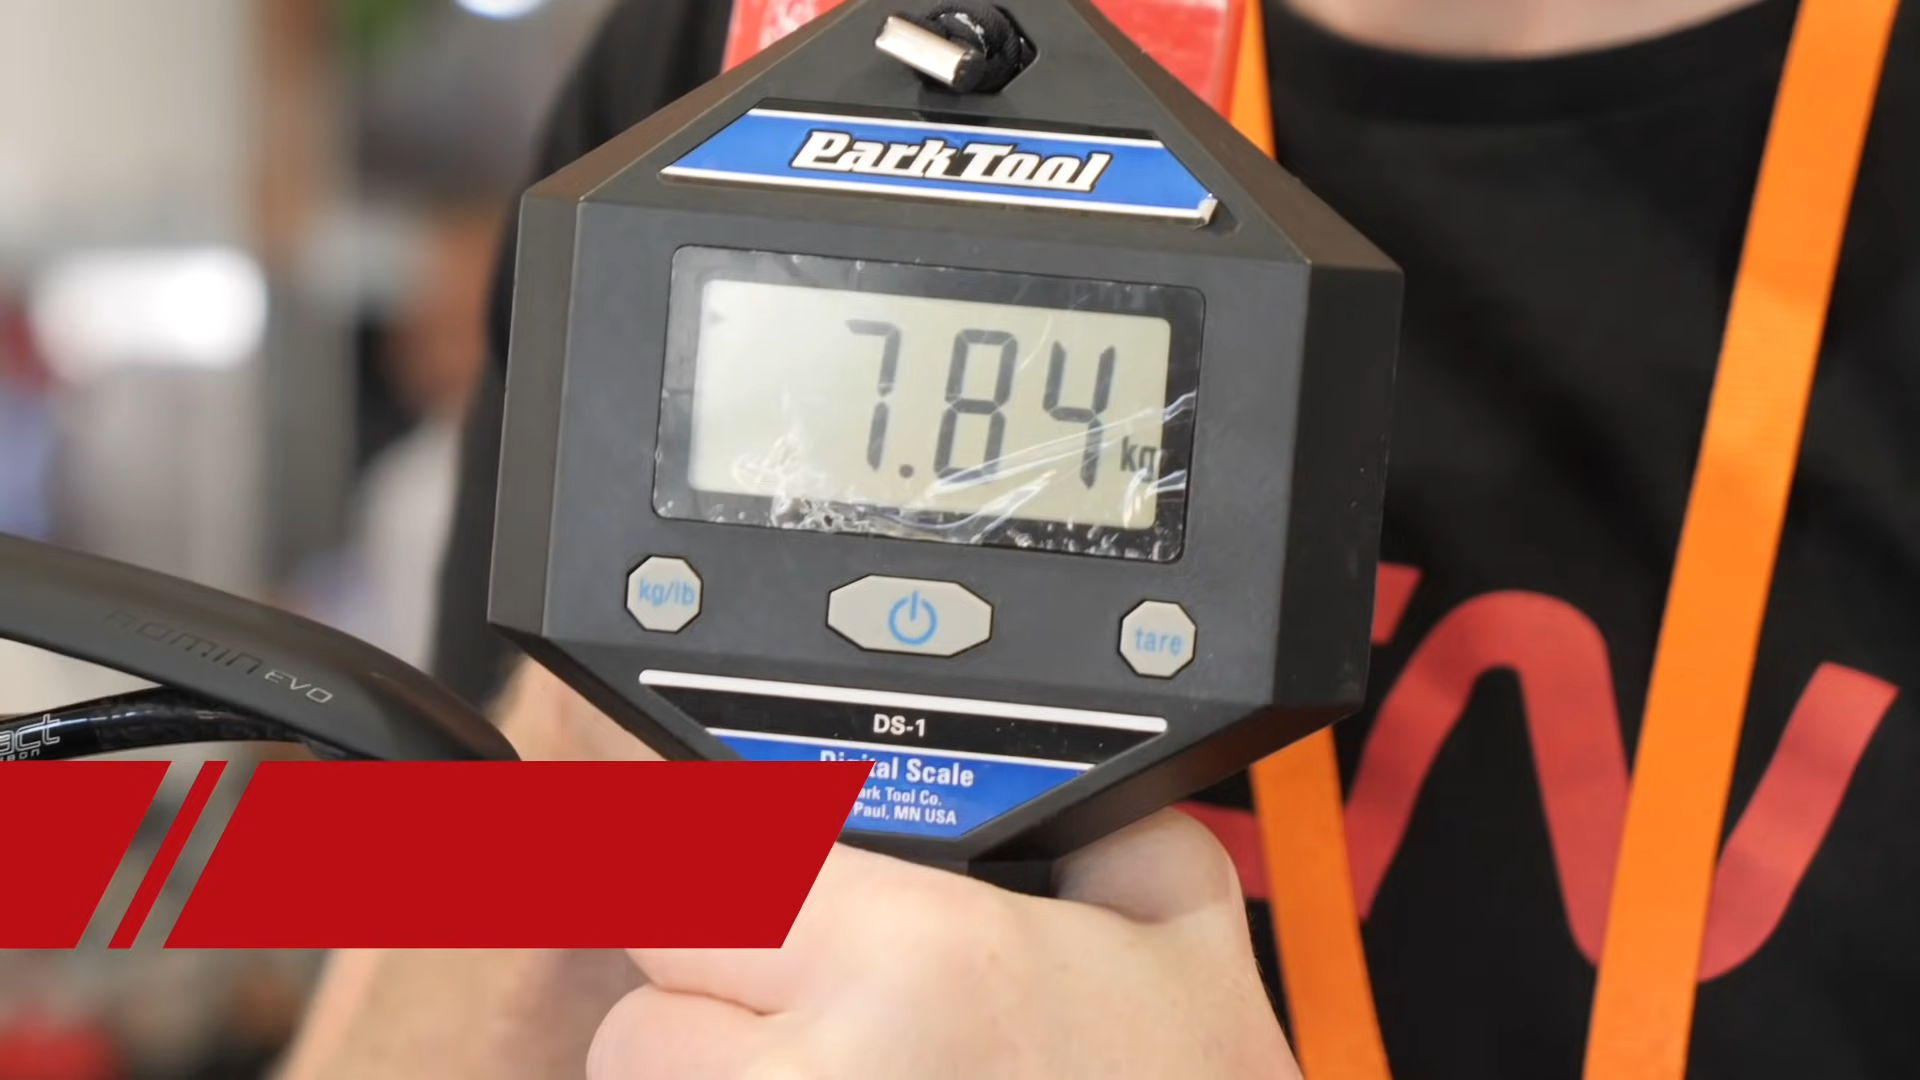 Park Tool
7.84 kg
kg/lb
tare
ROMIN EVO
DS-1
Digital Scale
ark Tool Co.
Paul, MN USA